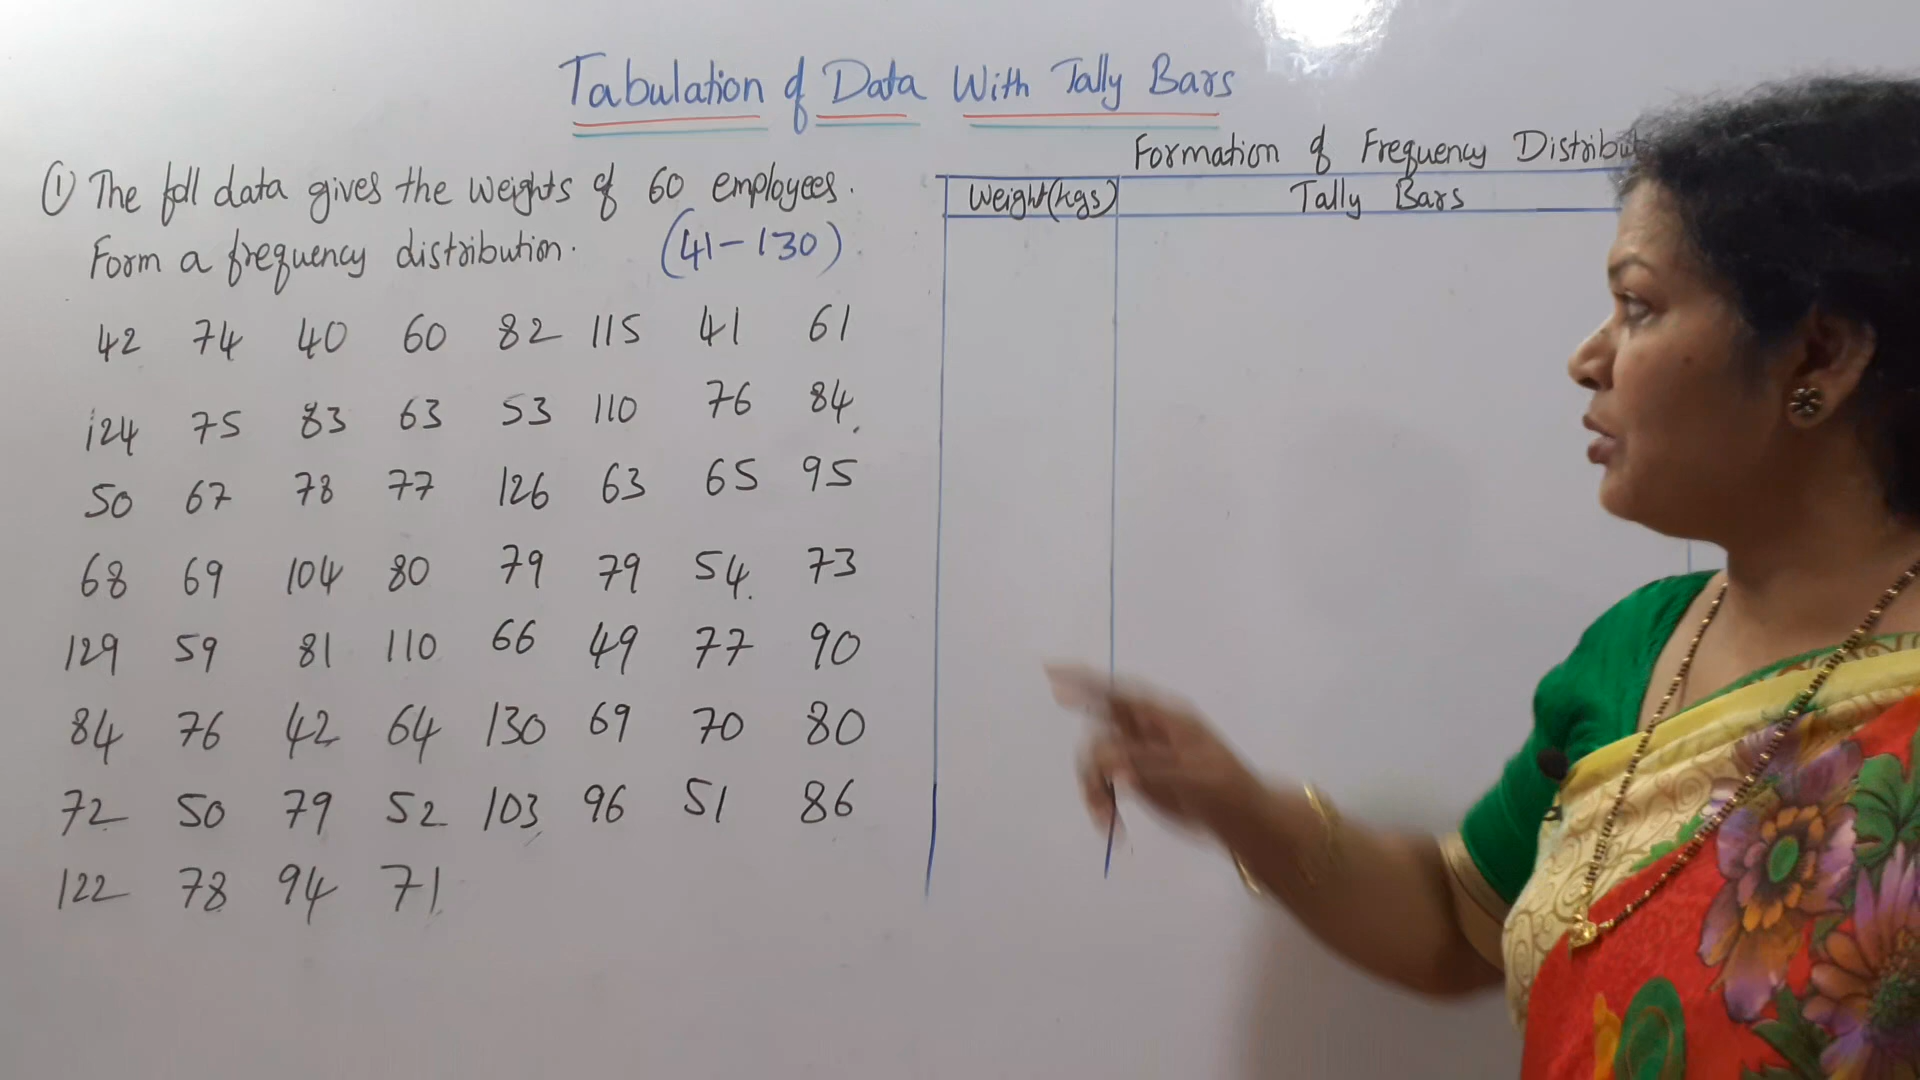 Tabulation of Data With Tally Bars
① The foll data gives the weights of 60 employees.
Form a frequency distribution. (41-130).
42 74 40 60 82 115 41 61
124 75 83 63 53 110 76 84
50 67 78 77 126 63 65 95
68 69 104 80 79 79 54 73
129 59 81 110 66 49 77 90
84 76 42 64 130 69 70 80
72 50 79 52 103 96 51 86
122 78 94 71
Formation of Frequency Distribut
Weight(kgs) Tally Bars